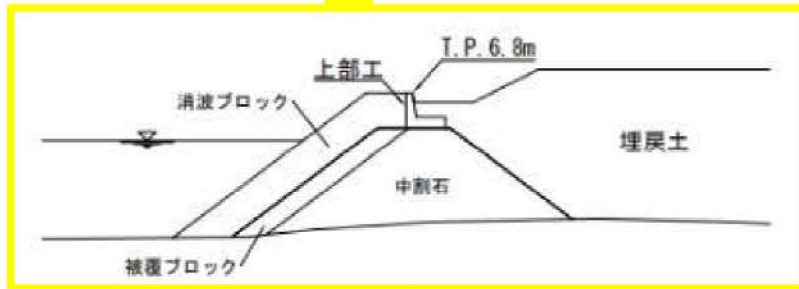 T.P.6.8m
上部工
消波ブロック
埋戻土
中割石
被覆ブロック